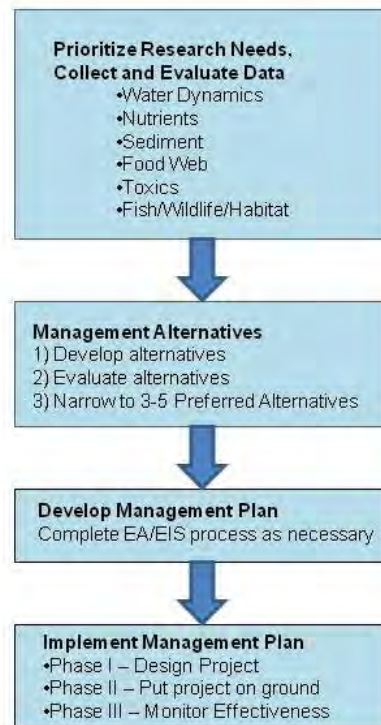 Prioritize Research Needs,
Collect and Evaluate Data
•Water Dynamics
•Nutrients
•Sediment
•Food Web
•Toxics
•Fish/Wildlife/Habitat
Management Alternatives
1) Develop alternatives
2) Evaluate alternatives
3) Narrow to 3-5 Preferred Alternatives
Develop Management Plan
Complete EA/EIS process as necessary
Implement Management Plan
•Phase I – Design Project
•Phase II – Put project on ground
•Phase III – Monitor Effectiveness